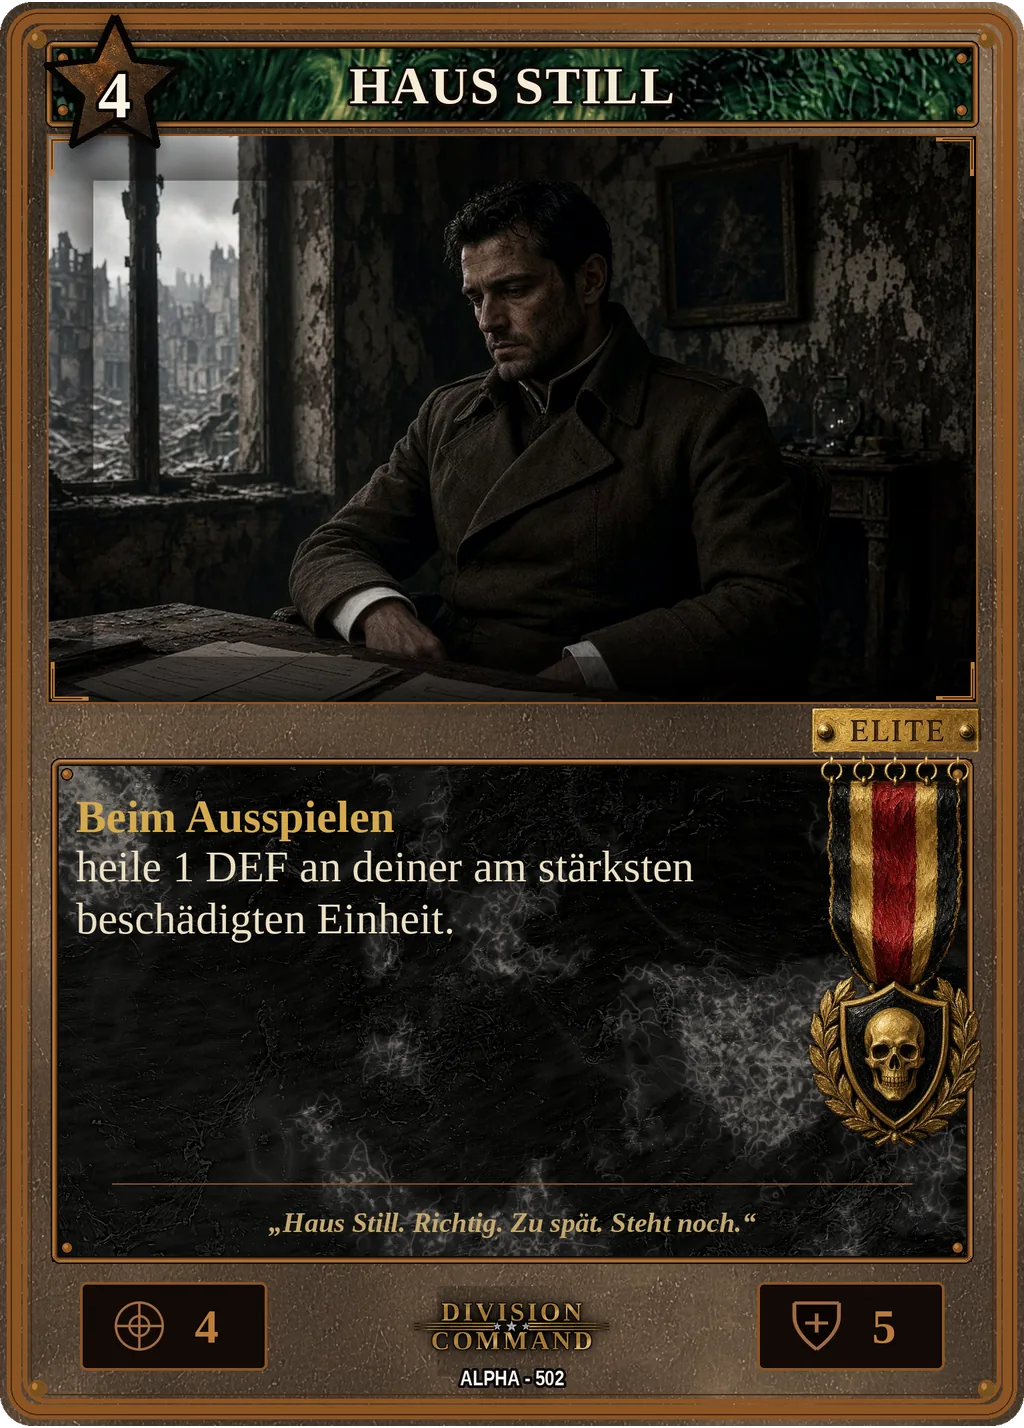 4
HAUS STILL
ELITE
Beim Ausspielen
heile 1 DEF an deiner am stärksten
beschädigten Einheit.
„Haus Still. Richtig. Zu spät. Steht noch.“
4
DIVISION
COMMAND
5
ALPHA - 502